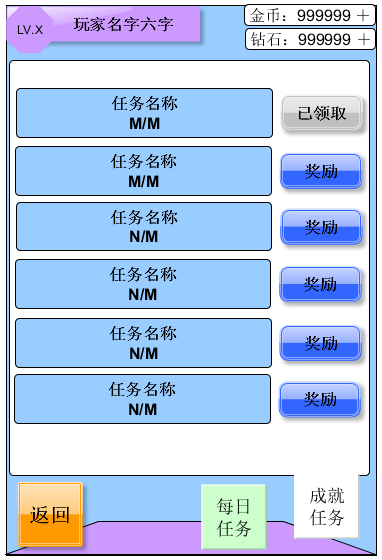 LV.X
玩家名字六字
金币：999999 +
钻石：999999 +
任务名称
M/M
已领取
任务名称
M/M
奖励
任务名称
N/M
奖励
任务名称
N/M
奖励
任务名称
N/M
奖励
任务名称
N/M
奖励
返回
每日
任务
成就
任务